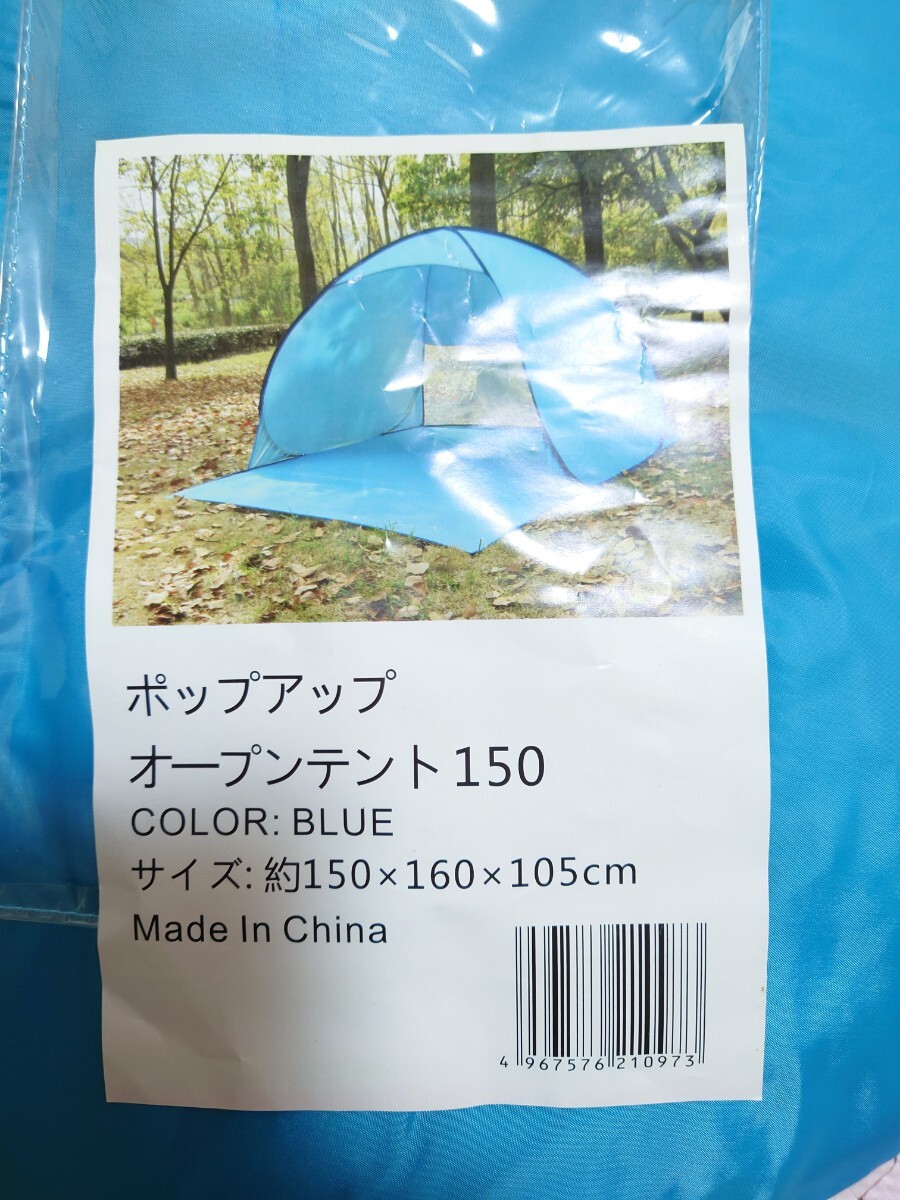 ポップアップ
オープンテント150
COLOR: BLUE
サイズ: 約150×160×105cm
Made In China
4 967576 210973